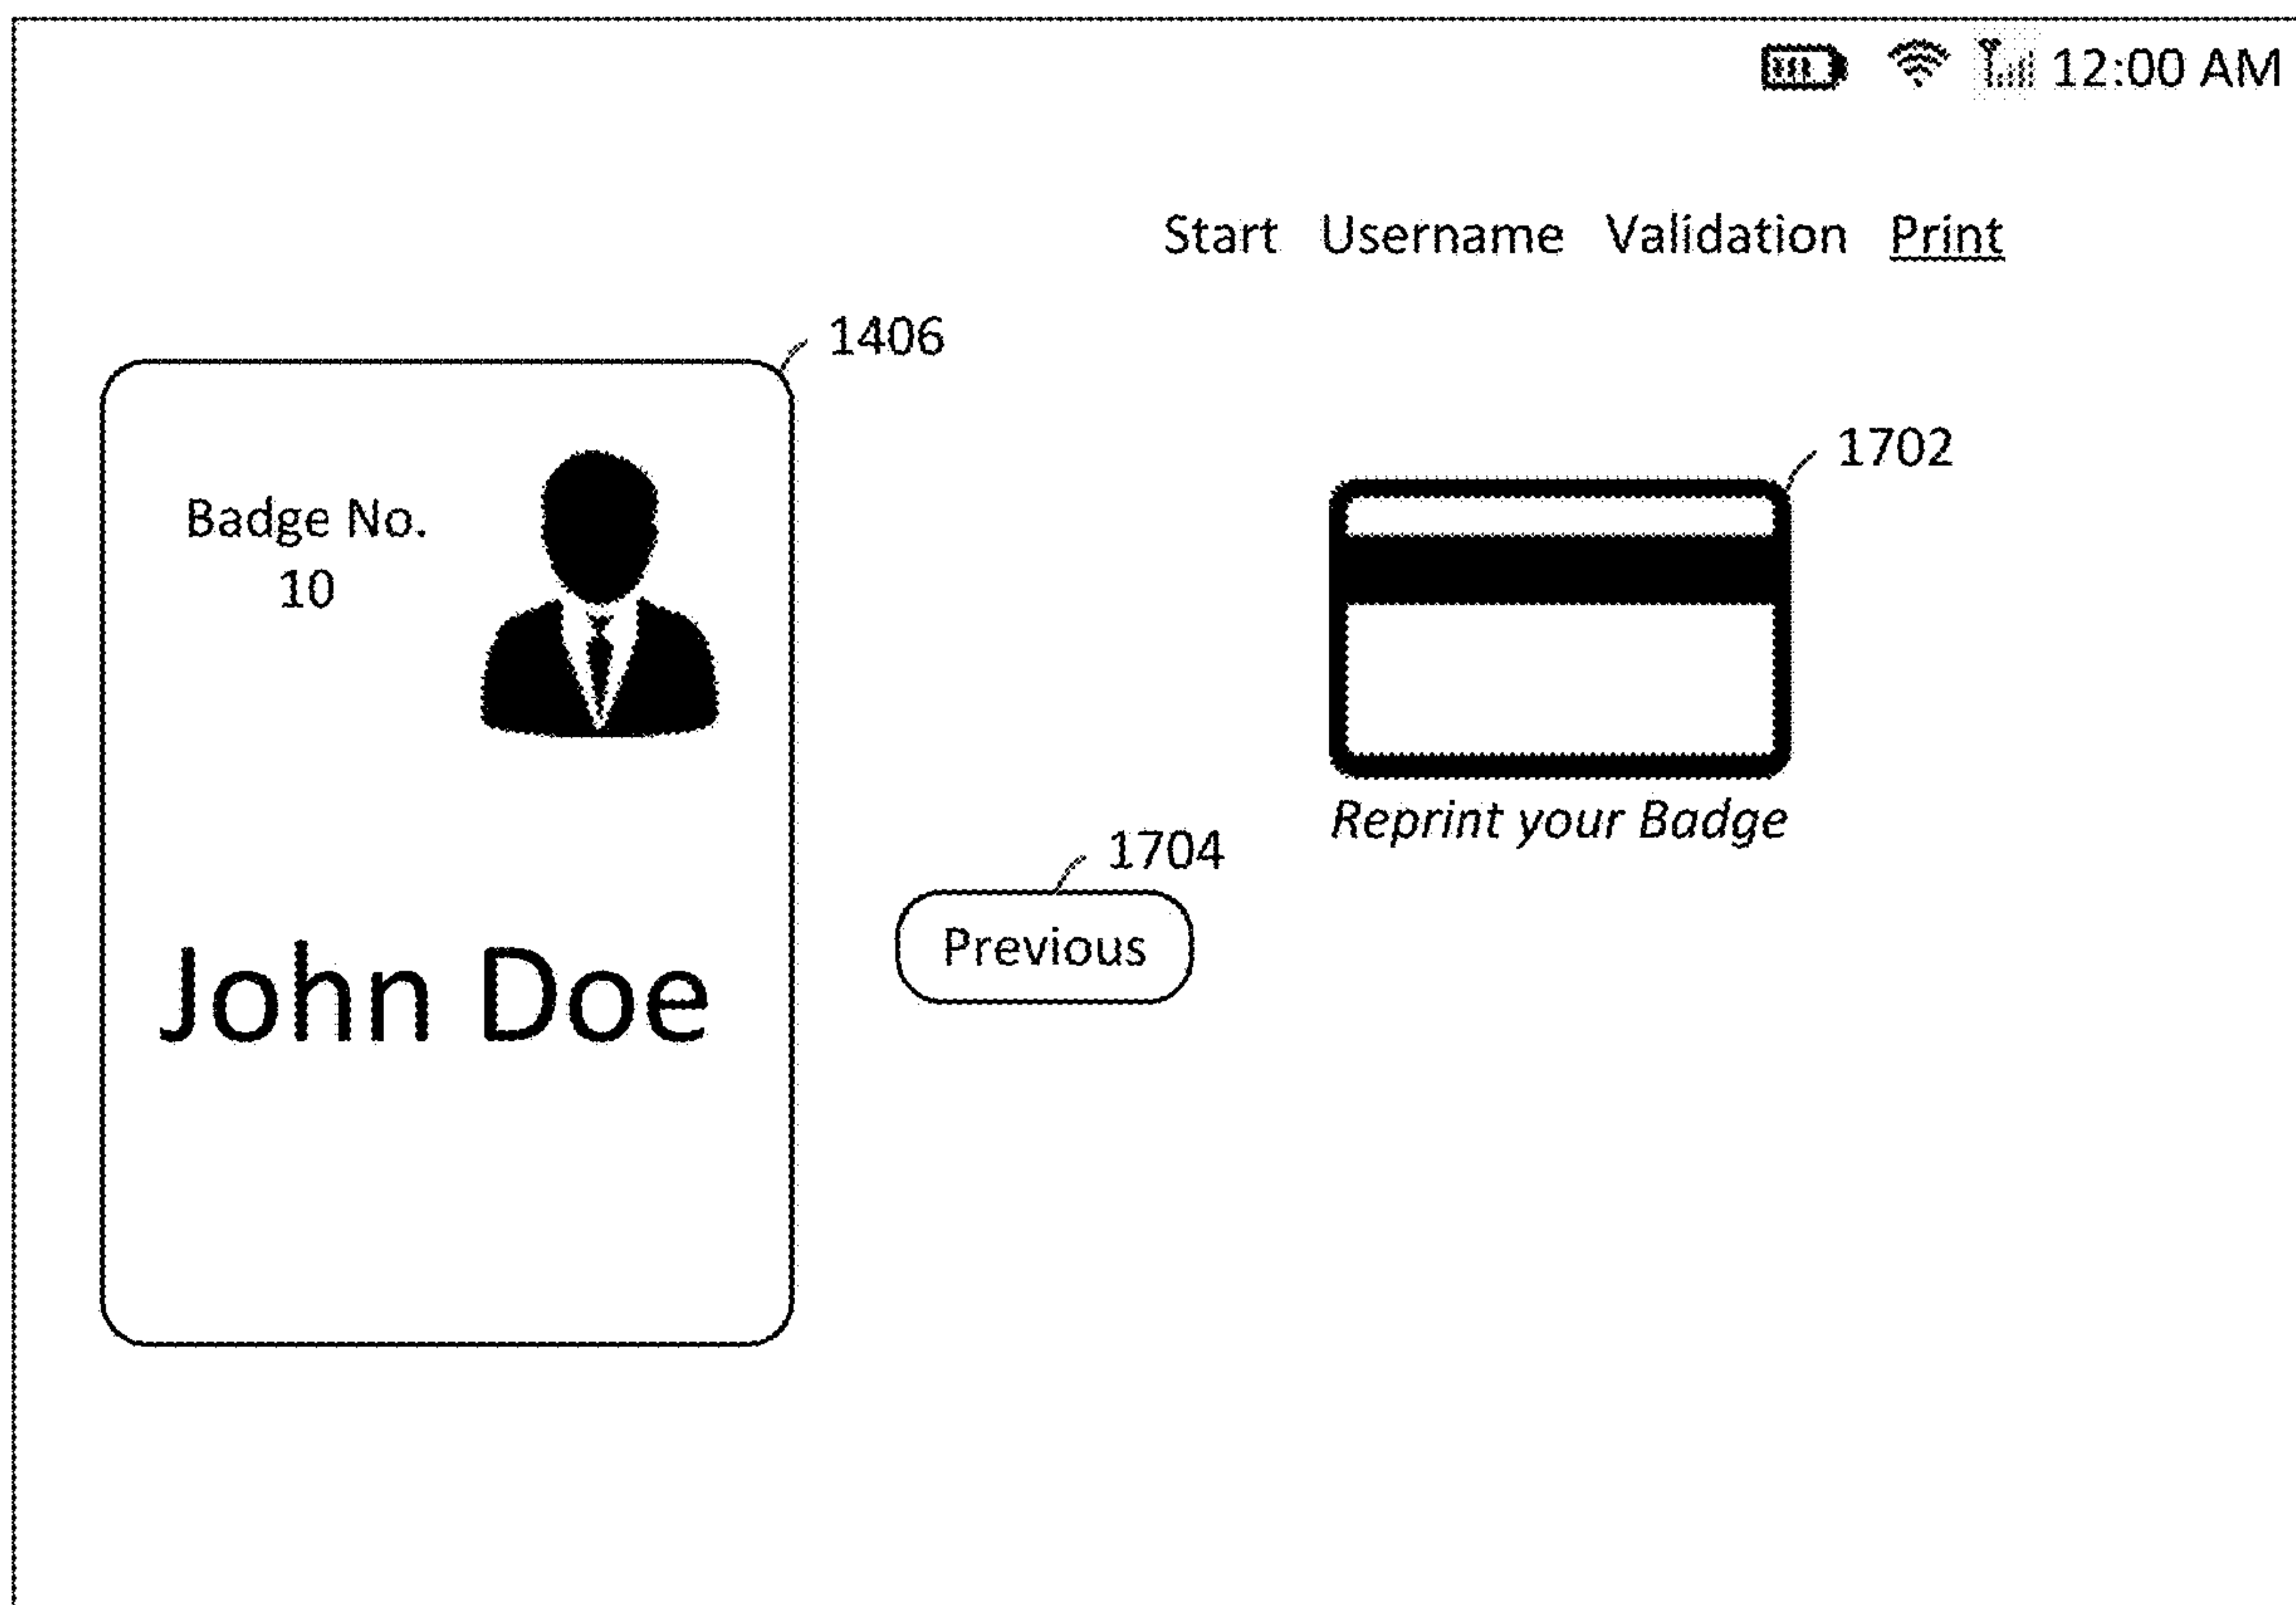 12:00 AM
Start Username Validation Print
1406
Badge No.
10
John Doe
1702
Reprint your Badge
1704
Previous